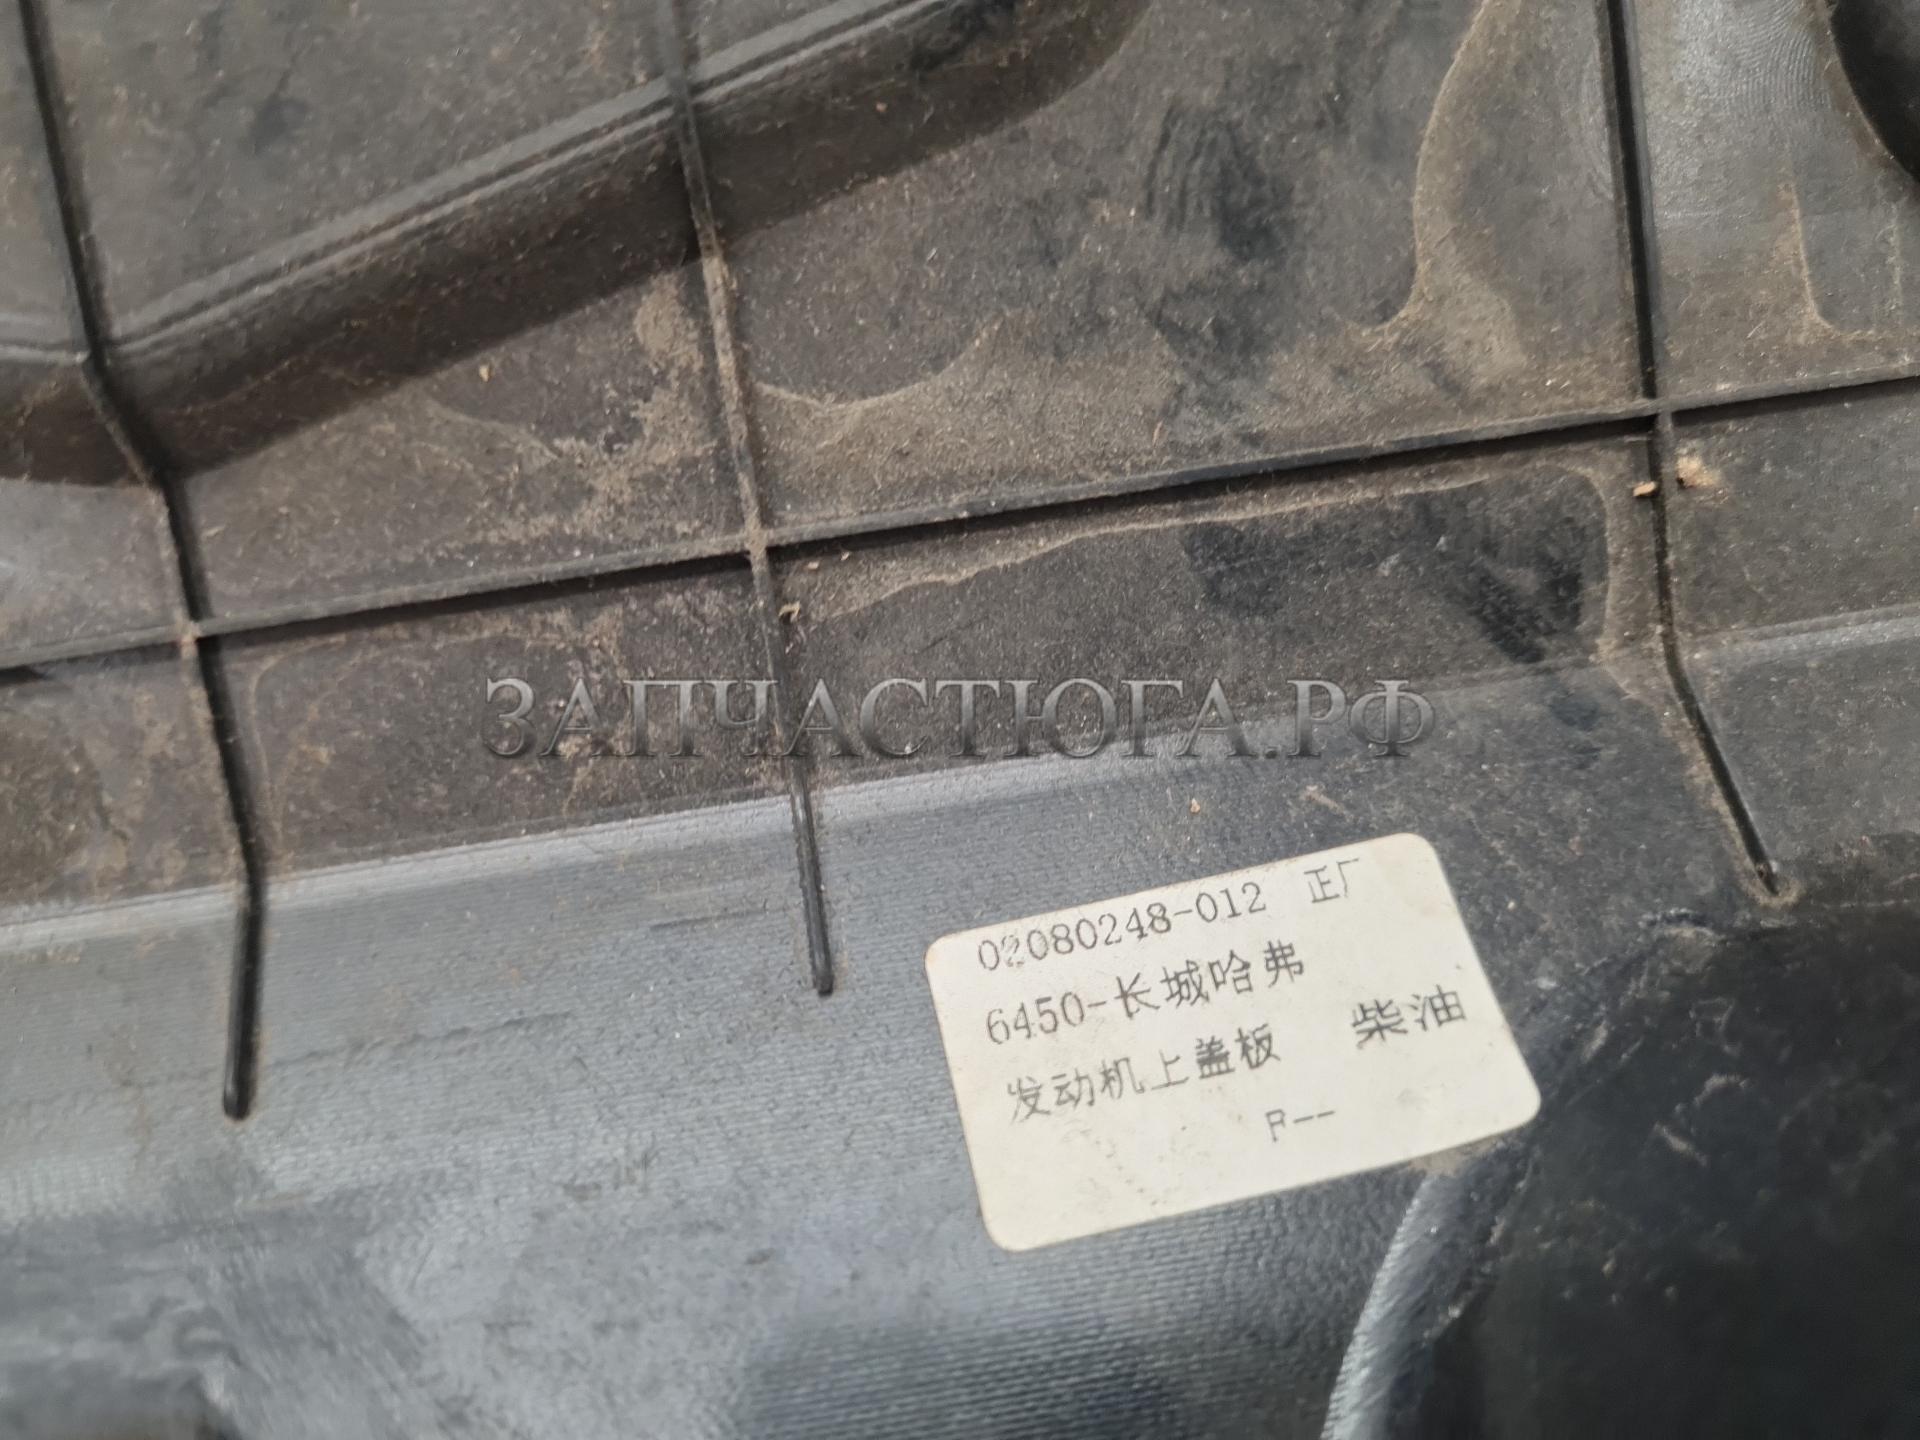 ЗАПЧАСТЮГА.РФ
02080248-012 正厂
6450-长城哈弗
发动机上盖板 柴油
P--